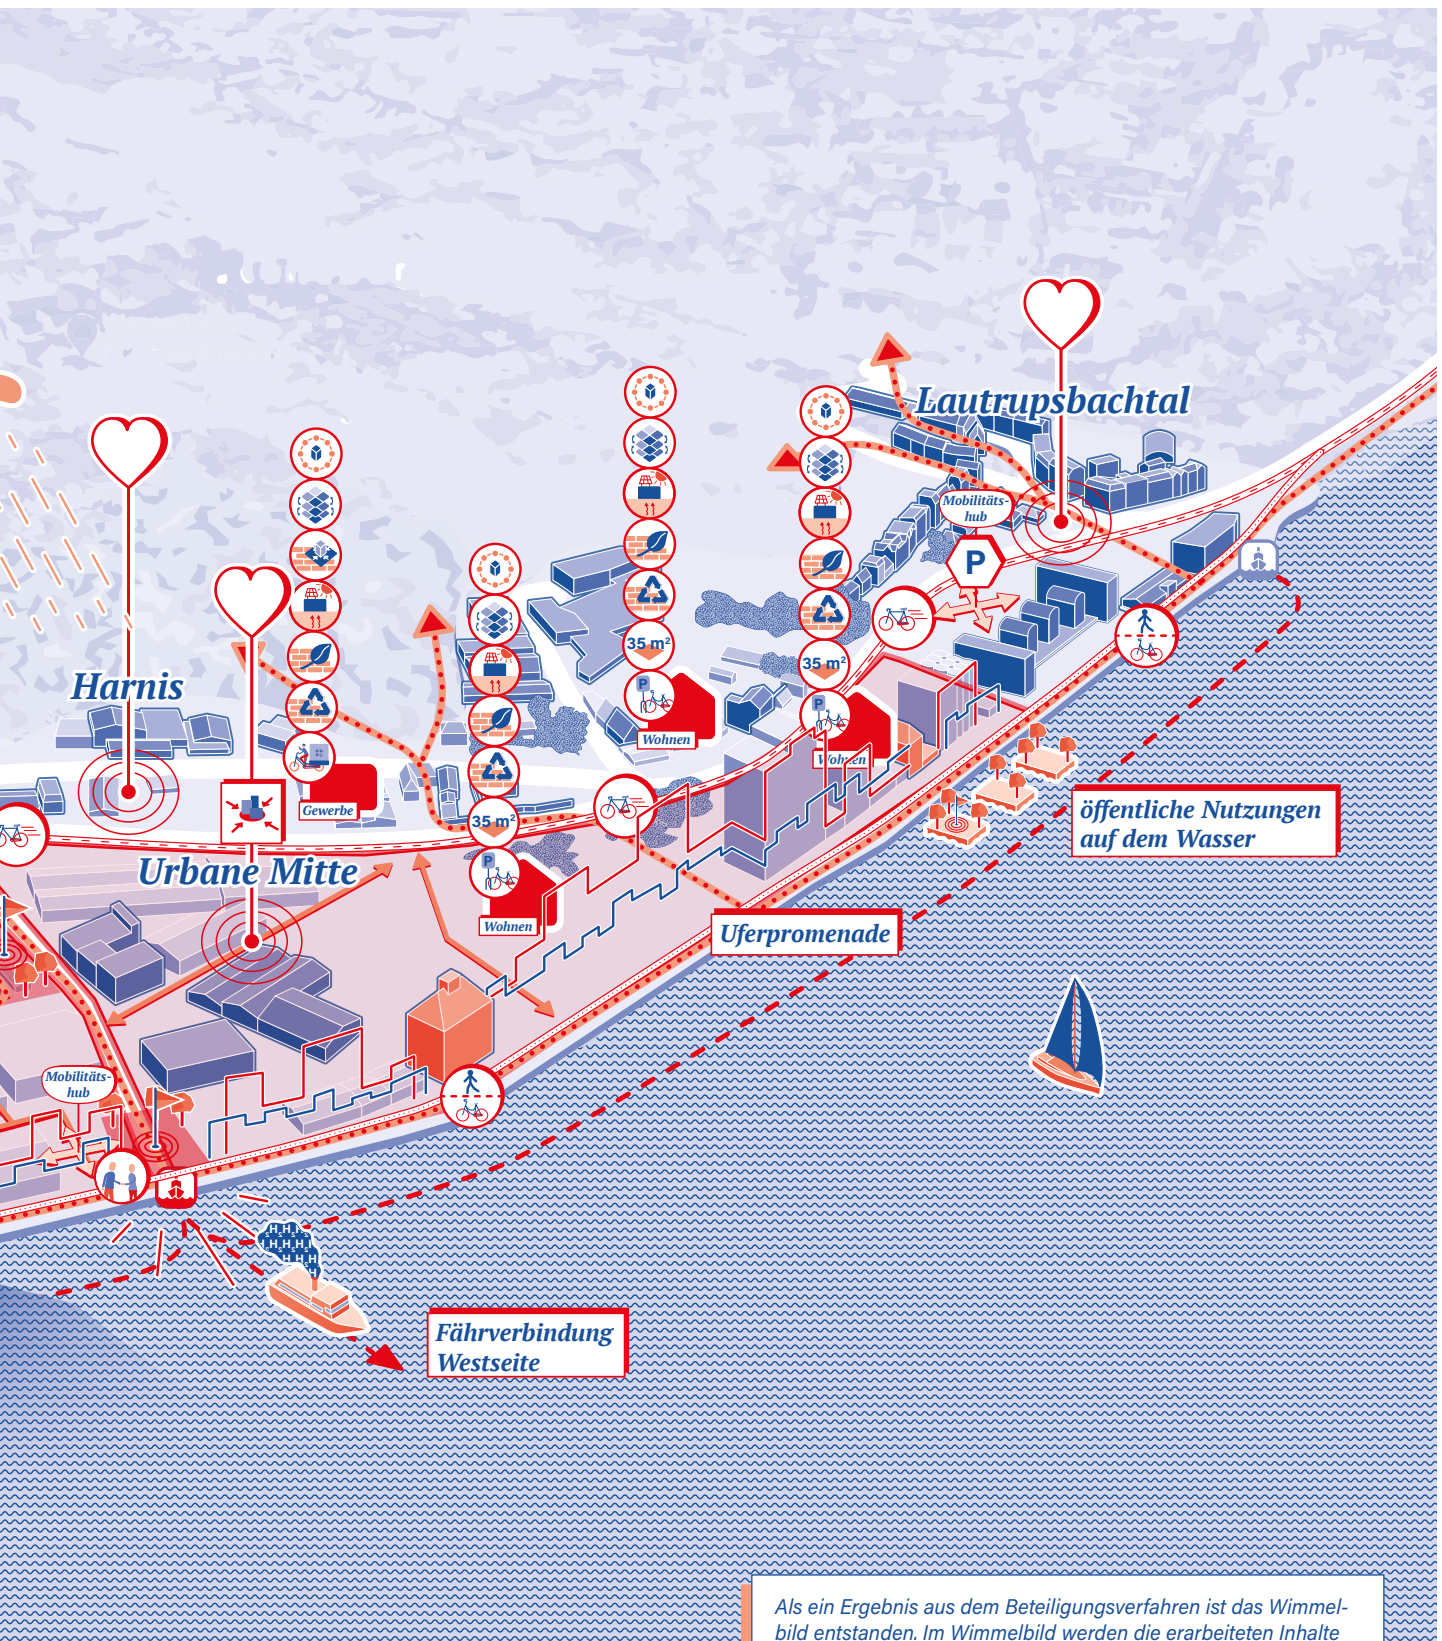 Lautrupsbachtal
Mobilitäts-
hub
P
35 m²
35 m²
P
P
Harnis
Wohnen
Wohnen
Gewerbe
öffentliche Nutzungen
auf dem Wasser
35 m²
Urbane Mitte
P
Wohnen
Uferpromenade
Mobilitäts-
hub
Fährverbindung
Westseite
Als ein Ergebnis aus dem Beteiligungsverfahren ist das Wimmel-
bild entstanden. Im Wimmelbild werden die erarbeiteten Inhalte